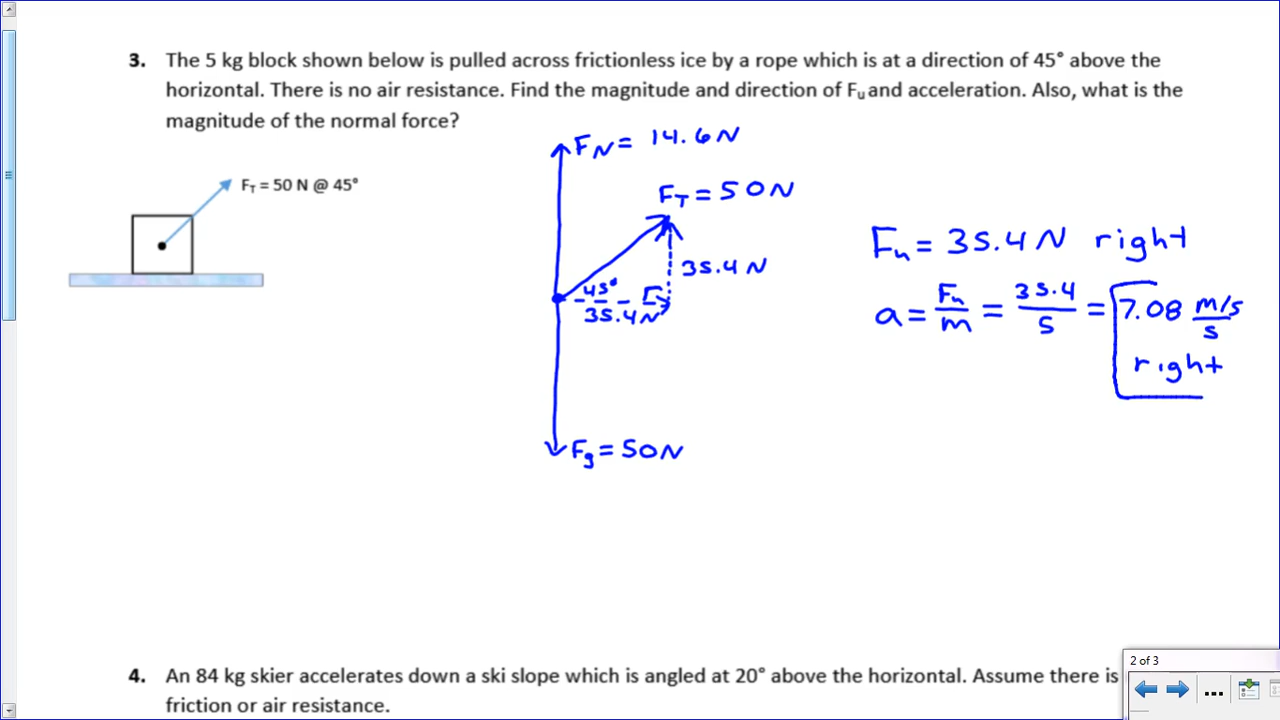 3. The 5 kg block shown below is pulled across frictionless ice by a rope which is at a direction of 45° above the
horizontal. There is no air resistance. Find the magnitude and direction of Fu and acceleration. Also, what is the
magnitude of the normal force?
FN = 14.6 N
FT = 50 N @ 45°
FT = 50N
Fu = 35.4 N right
35.4 N
45°
35.4N
a = Fu/m = 35.4/5 = 7.08 m/s/s
right
Fg = 50N
4. An 84 kg skier accelerates down a ski slope which is angled at 20° above the horizontal. Assume there is
friction or air resistance.
2 of 3
...